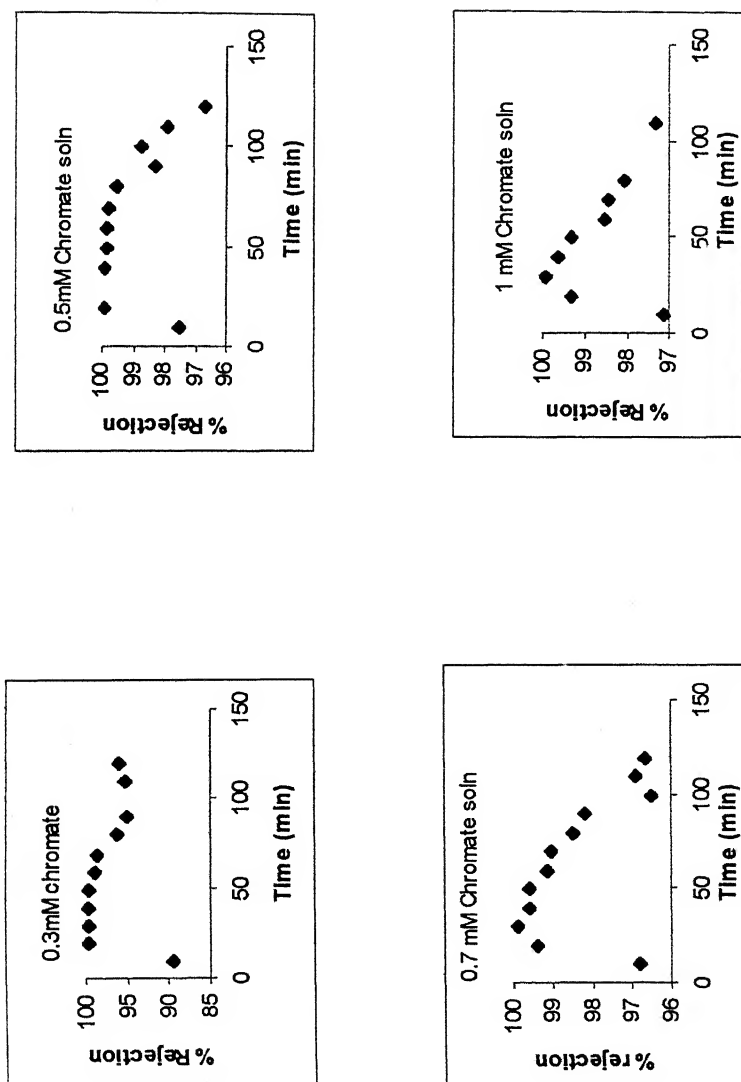 0.3mM chromate
% Rejection
100
95
90
85
0 50 100 150
Time (min)
0.5mM Chromate soln
% Rejection
100
99
98
97
96
0 50 100 150
Time (min)
0.7 mM Chromate soln
% rejection
100
99
98
97
96
0 50 100 150
Time (min)
1 mM Chromate soln
% Rejection
100
99
98
97
0 50 100 150
Time (min)